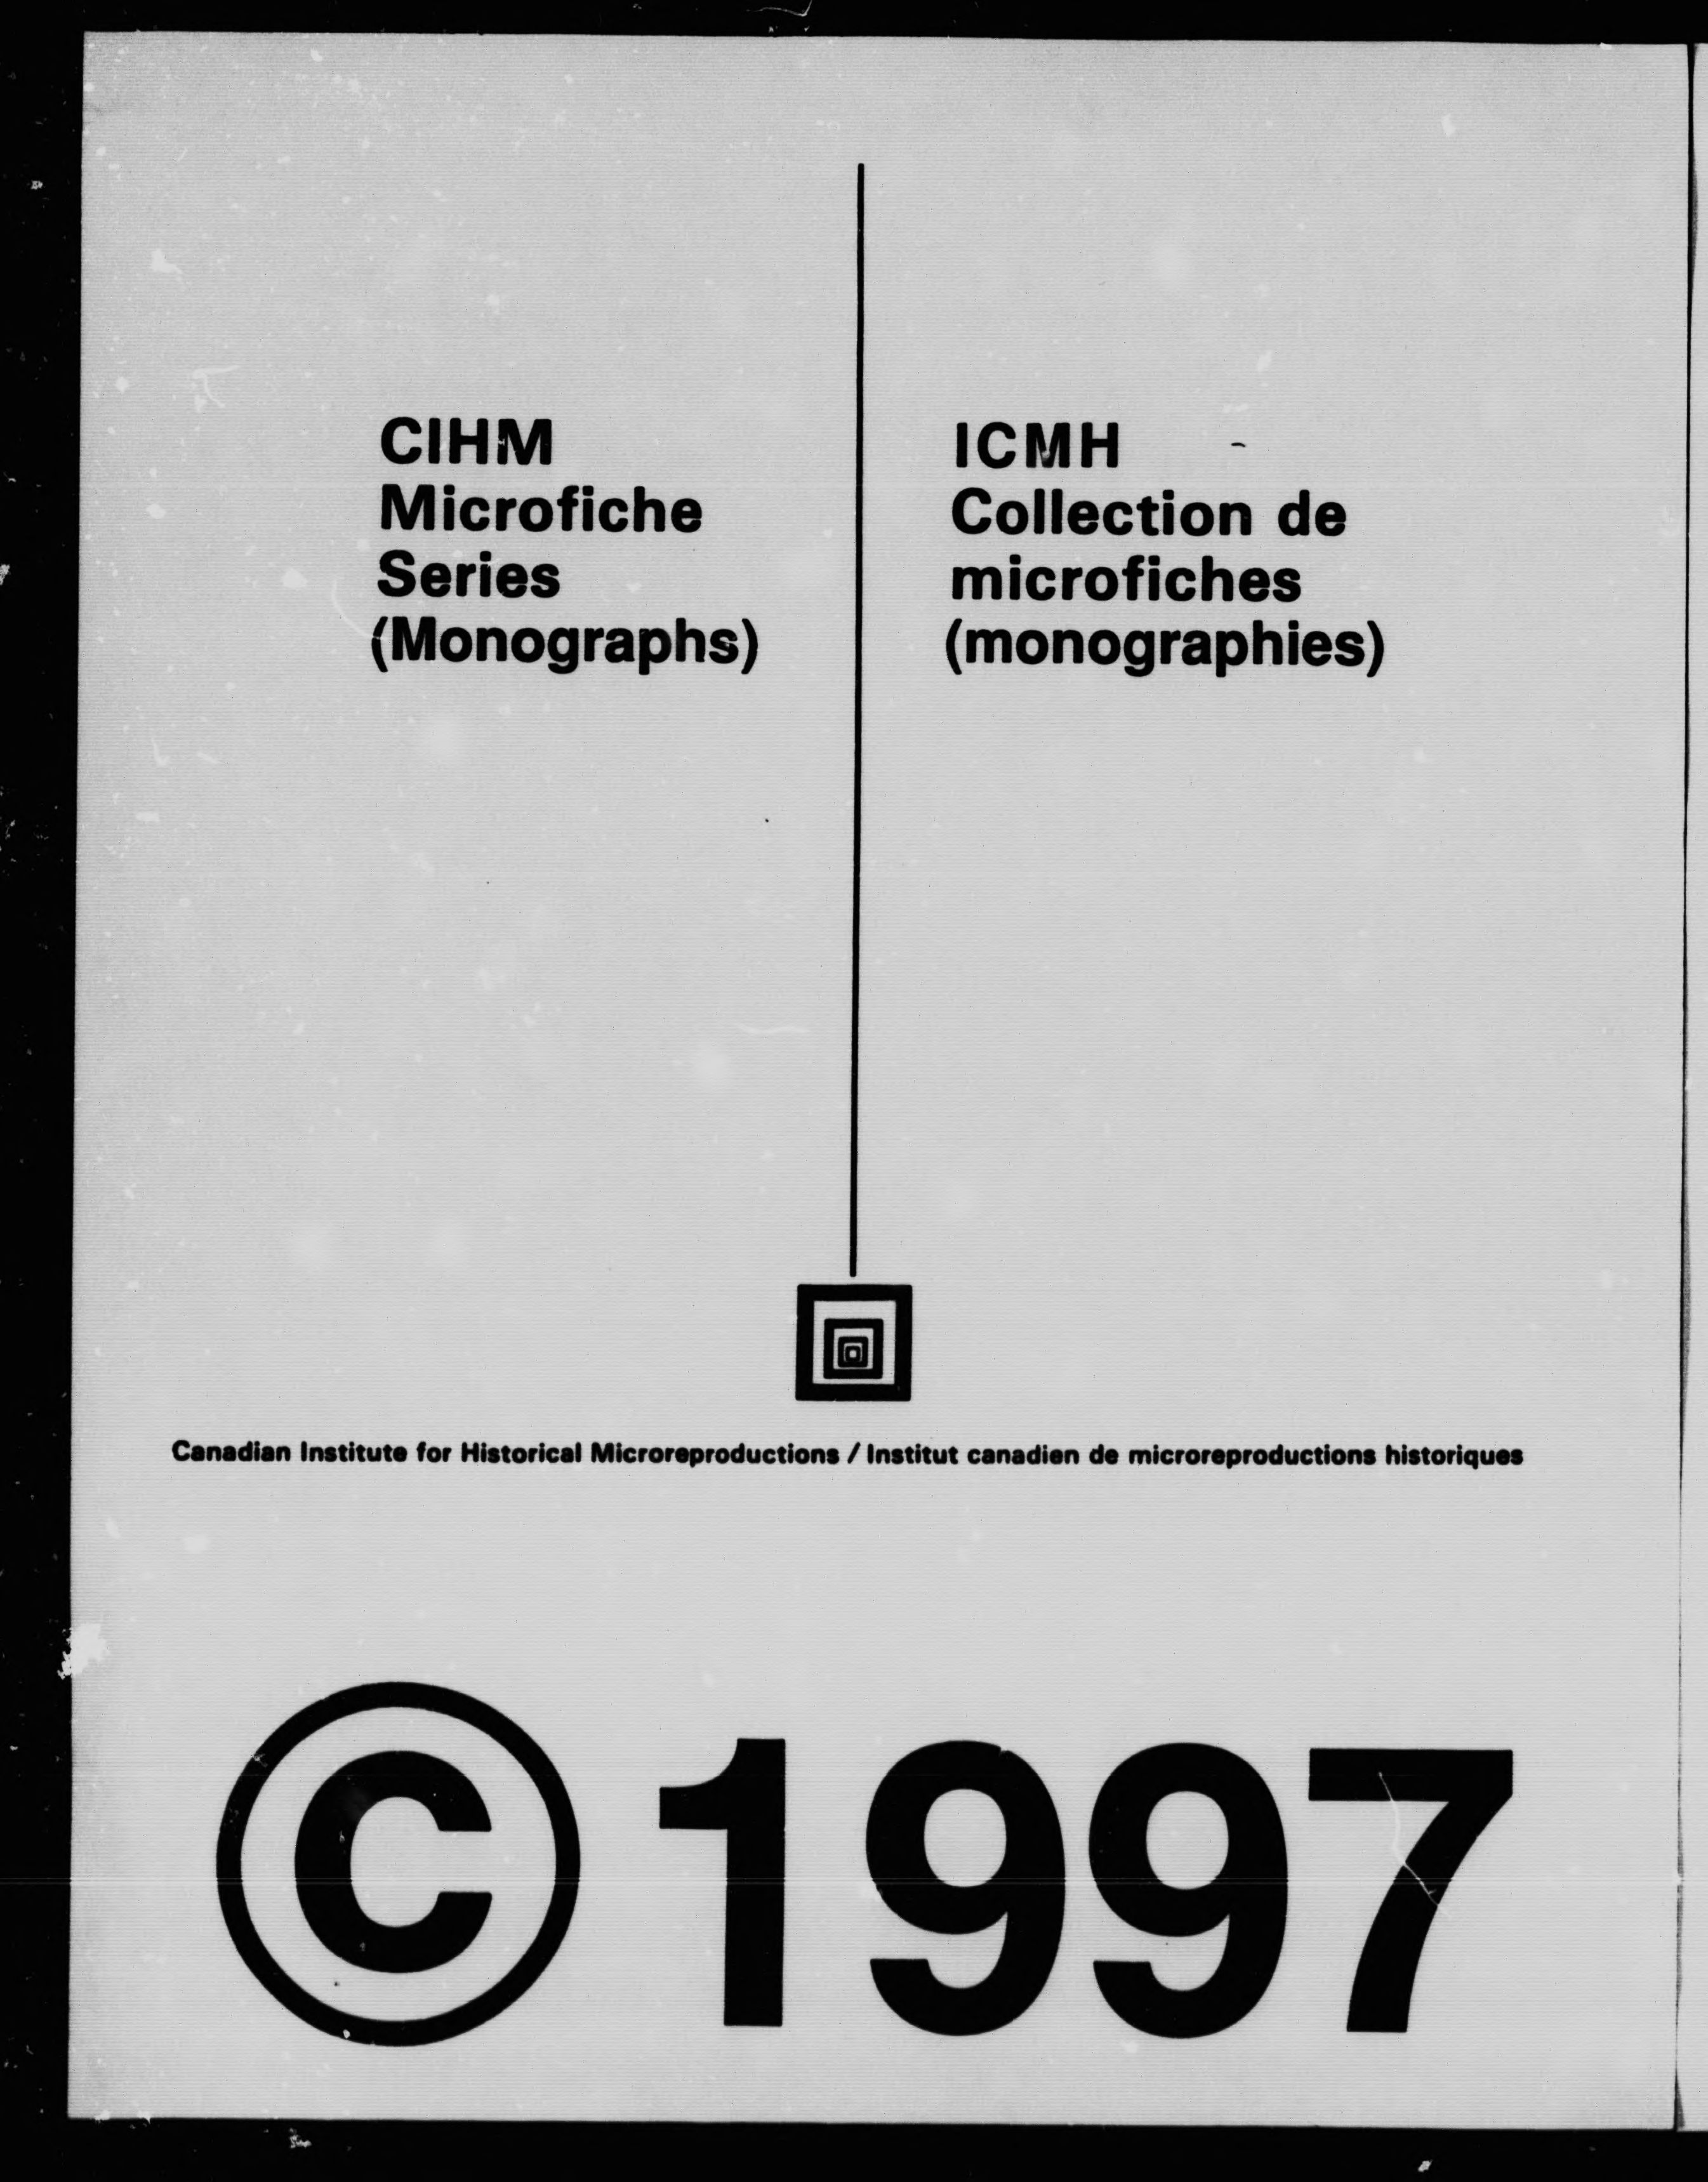 CIHM
Microfiche
Series
(Monographs)
ICMH
Collection de
microfiches
(monographies)
Canadian Institute for Historical Microreproductions / Institut canadien de microreproductions historiques
© 1997